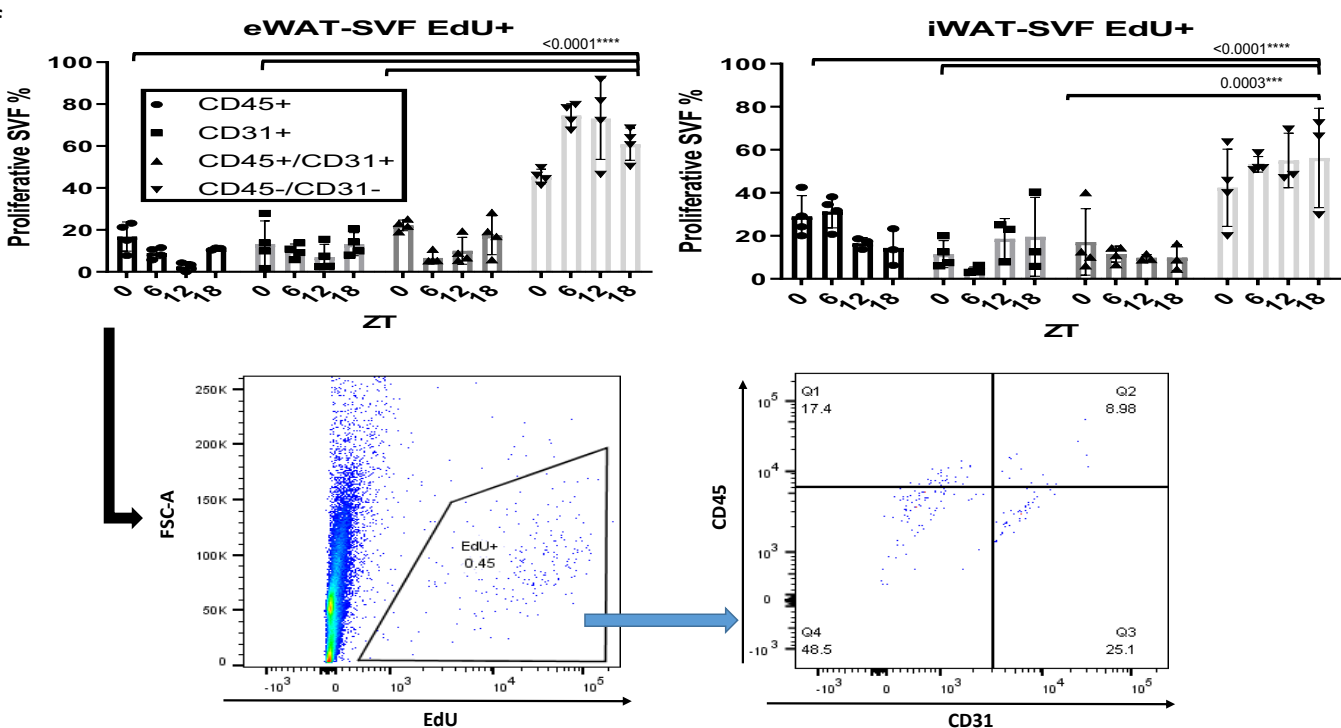 eWAT-SVF EdU+
<0.0001****
Proliferative SVF %
100
80
60
40
20
0
CD45+
CD31+
CD45+/CD31+
CD45-/CD31-
0 6 12 18 0 6 12 18 0 6 12 18 0 6 12 18
ZT
iWAT-SVF EdU+
<0.0001****
0.0003***
Proliferative SVF %
100
80
60
40
20
0
0 6 12 18 0 6 12 18 0 6 12 18 0 6 12 18
ZT
FSC-A
250K
200K
150K
100K
50K
0
EdU+
0.45
-10³ 0 10³ 10⁴ 10⁵
EdU
CD45
10⁵
10⁴
10³
0
-10³
Q1
17.4
Q2
8.98
Q4
48.5
Q3
25.1
-10³ 0 10³ 10⁴ 10⁵
CD31